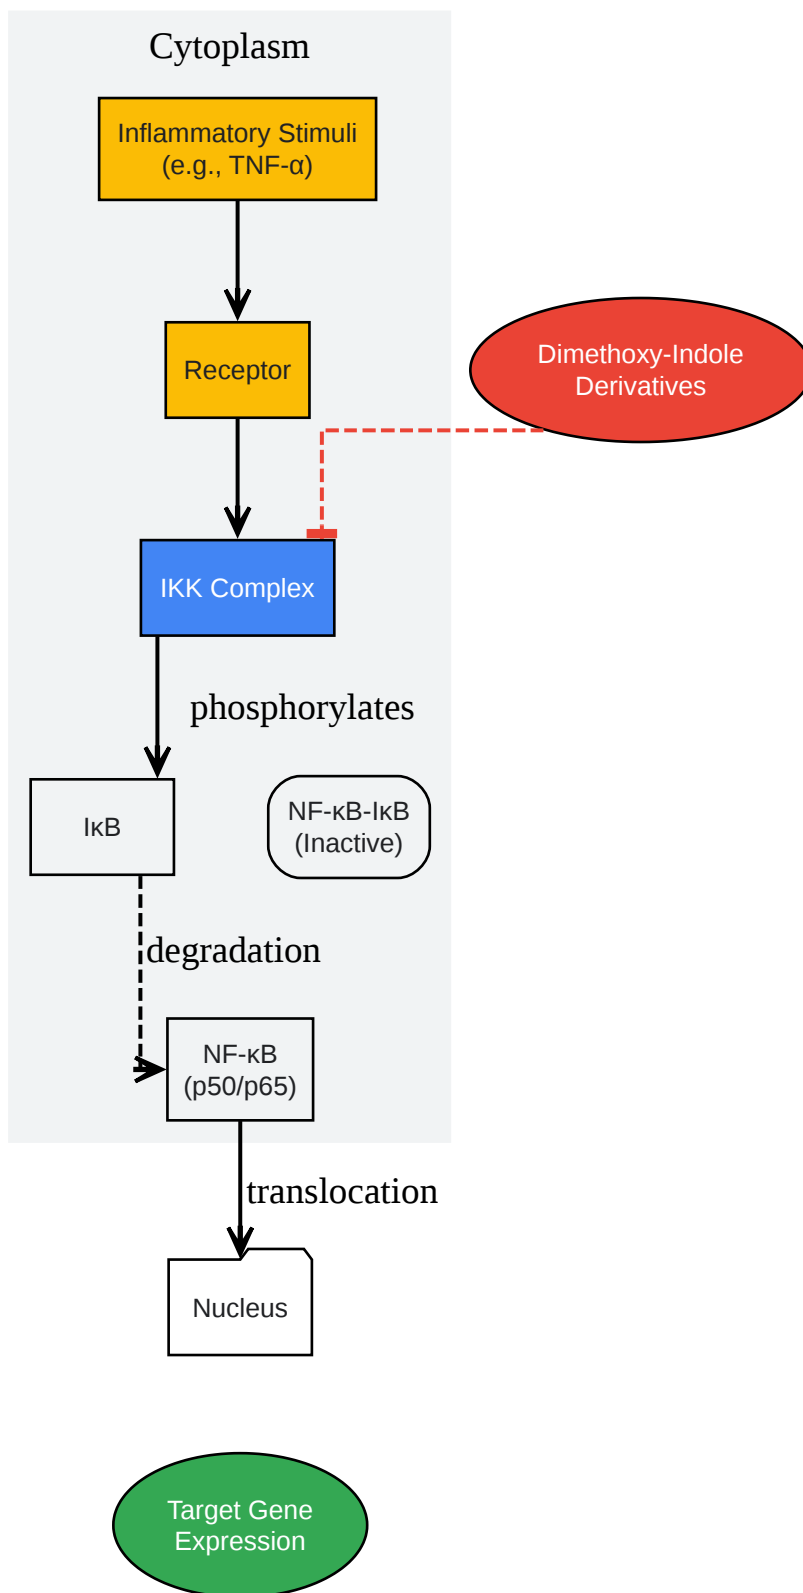 Cytoplasm
Inflammatory Stimuli
(e.g., TNF-α)
Receptor
Dimethoxy-Indole
Derivatives
IKK Complex
phosphorylates
IκB
NF-κB-IκB
(Inactive)
degradation
NF-κB
(p50/p65)
translocation
Nucleus
Target Gene
Expression